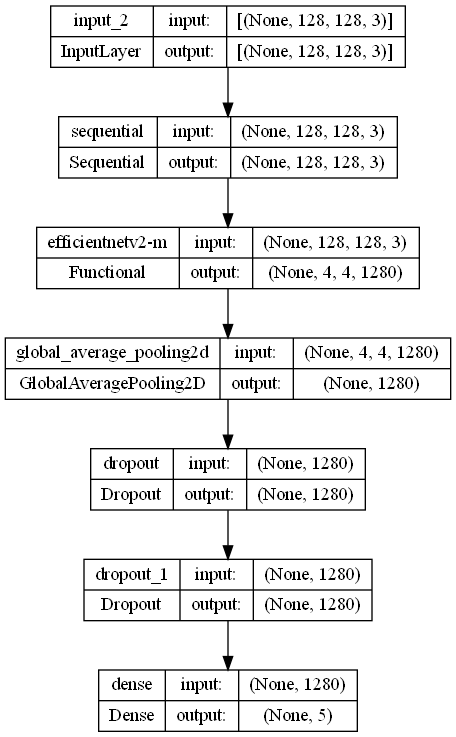 input_2 input: [(None, 128, 128, 3)]
InputLayer output: [(None, 128, 128, 3)]
sequential input: (None, 128, 128, 3)
Sequential output: (None, 128, 128, 3)
efficientnetv2-m input: (None, 128, 128, 3)
Functional output: (None, 4, 4, 1280)
global_average_pooling2d input: (None, 4, 4, 1280)
GlobalAveragePooling2D output: (None, 1280)
dropout input: (None, 1280)
Dropout output: (None, 1280)
dropout_1 input: (None, 1280)
Dropout output: (None, 1280)
dense input: (None, 1280)
Dense output: (None, 5)